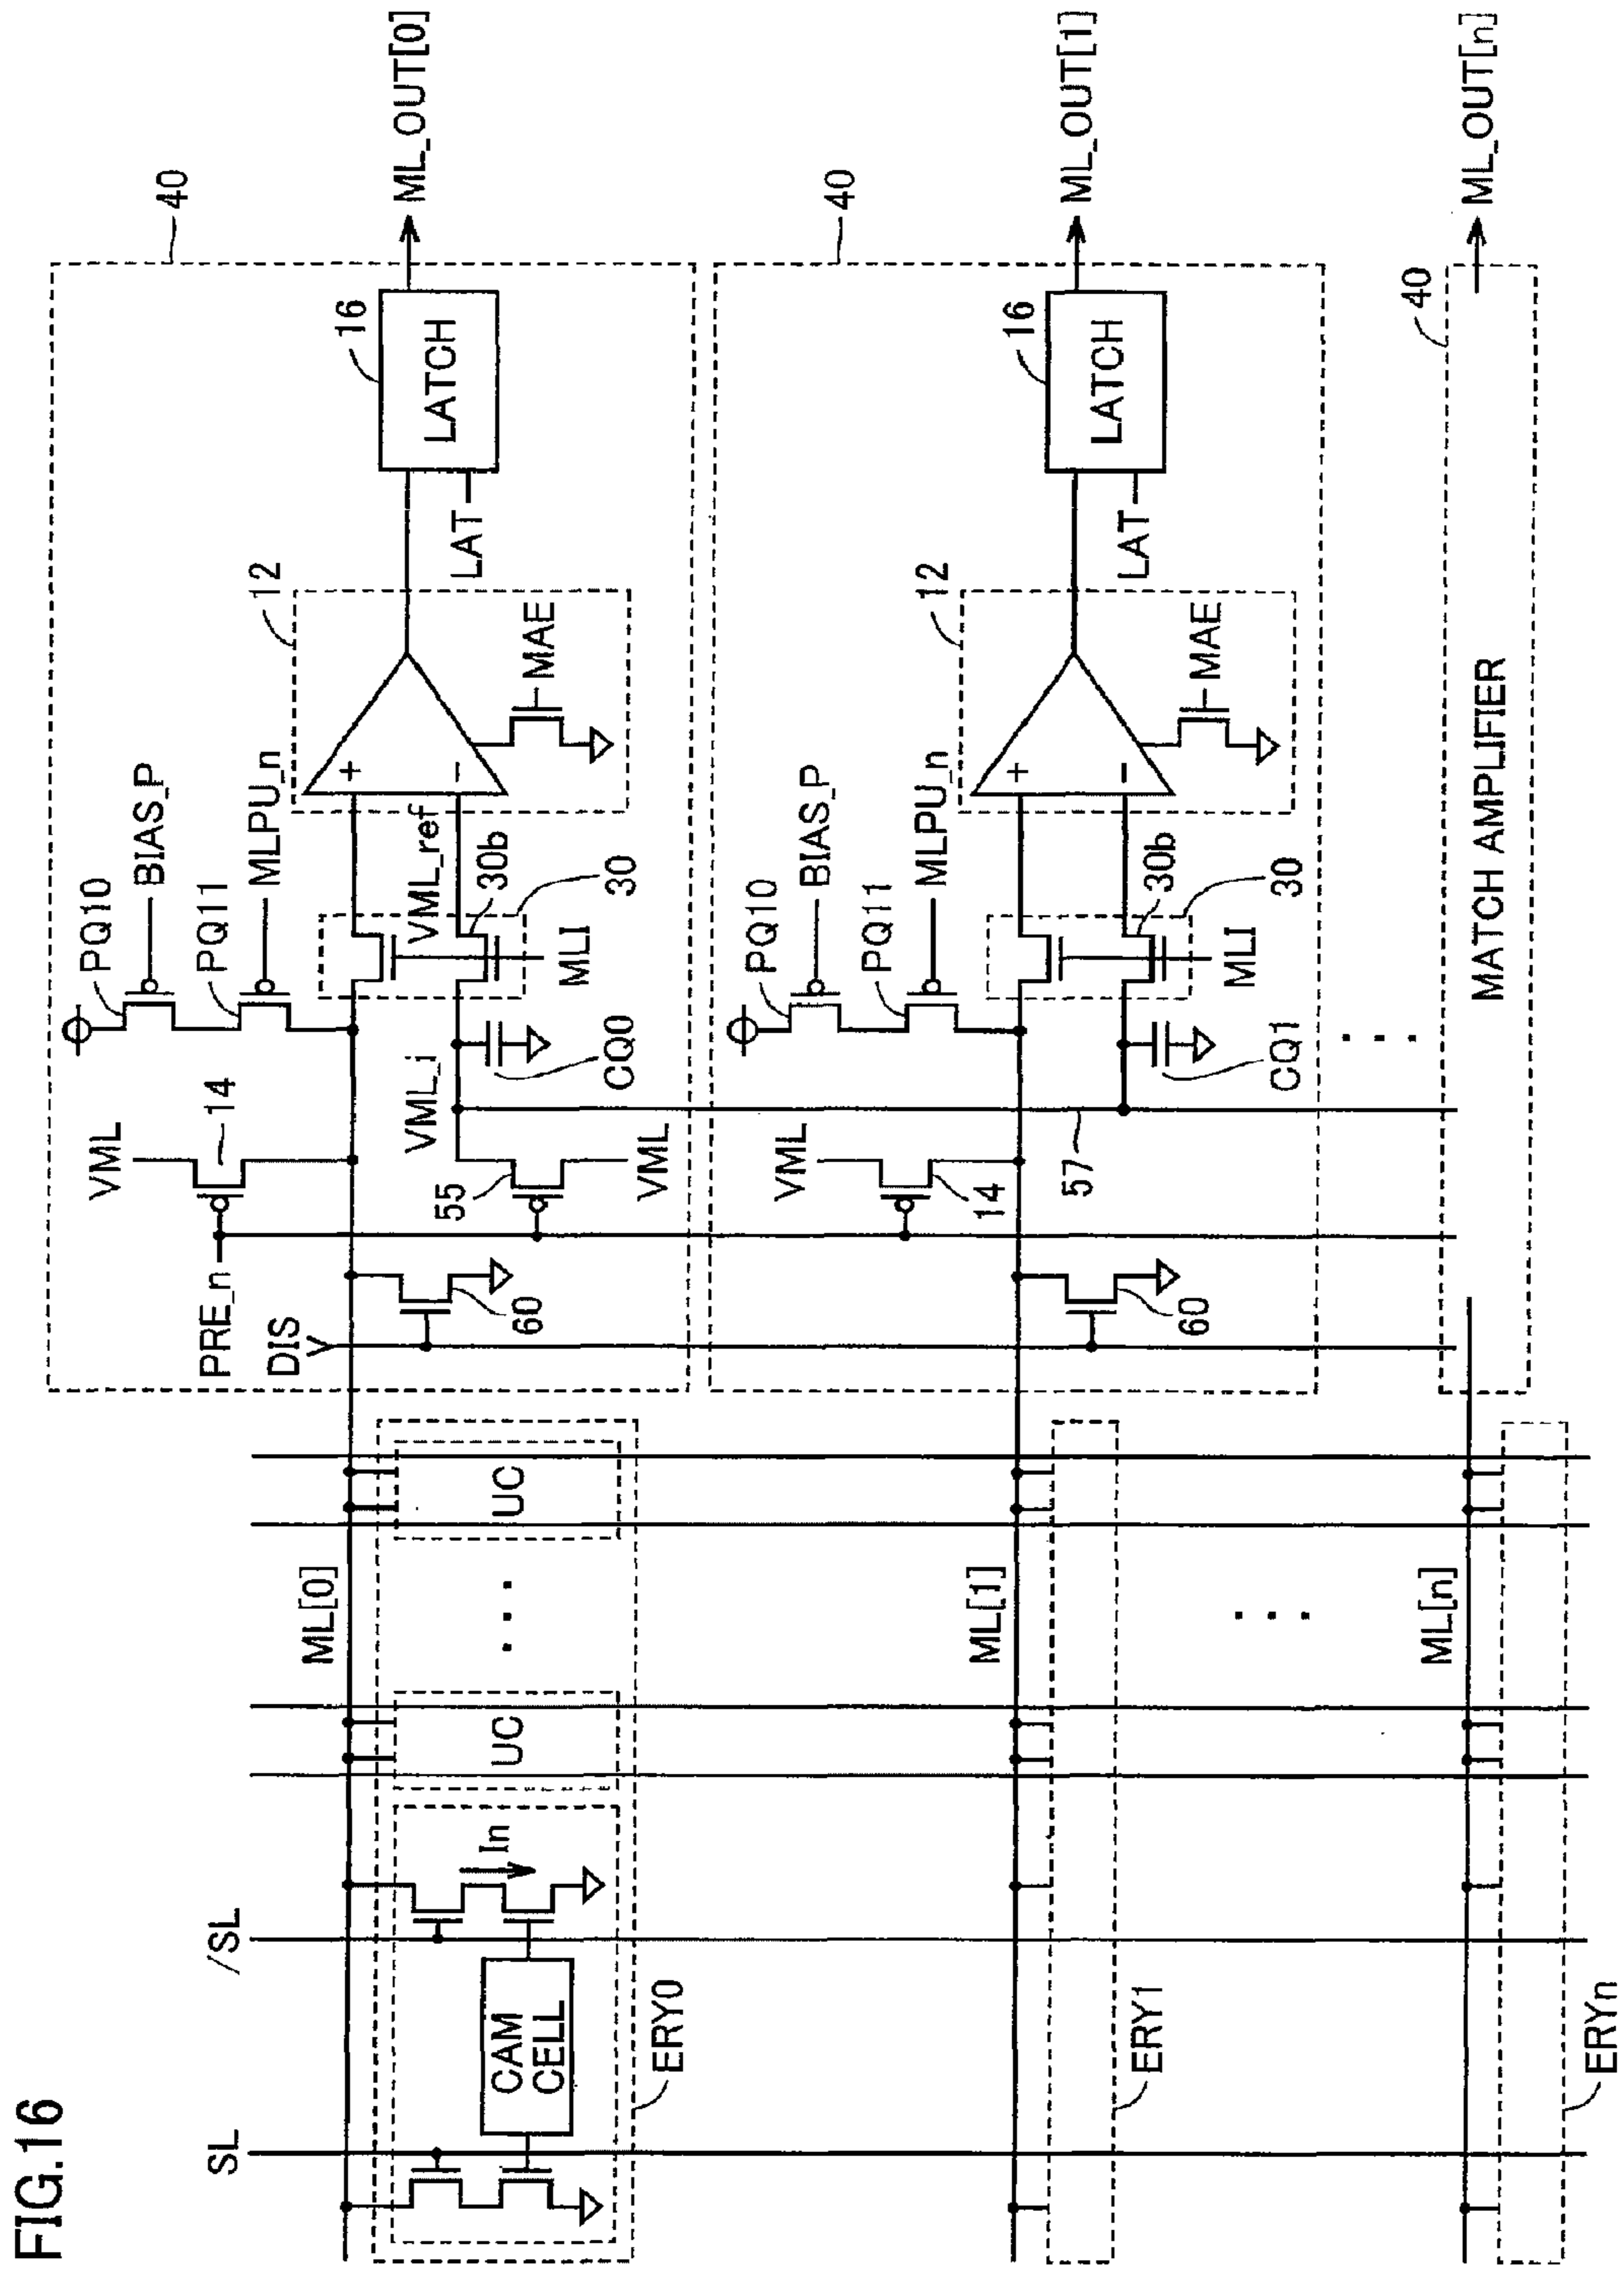 FIG.16
SL
/SL
PRE_n
DIS
VML
14
PQ10
BIAS_P
PQ11
MLPU_n
VML_ref
30b
30
MLI
VML_i
CQ0
55
VML
60
12
+
−
MAE
LAT
LATCH
16
40
ML_OUT[0]
ML[0]
CAM
CELL
In
UC
...
UC
ERY0
VML
14
57
60
PQ10
BIAS_P
PQ11
MLPU_n
30b
30
MLI
CQ1
12
+
−
MAE
LAT
LATCH
16
40
ML_OUT[1]
ML[1]
ERY1
...
...
ML[n]
ERYn
MATCH AMPLIFIER
40
ML_OUT[n]